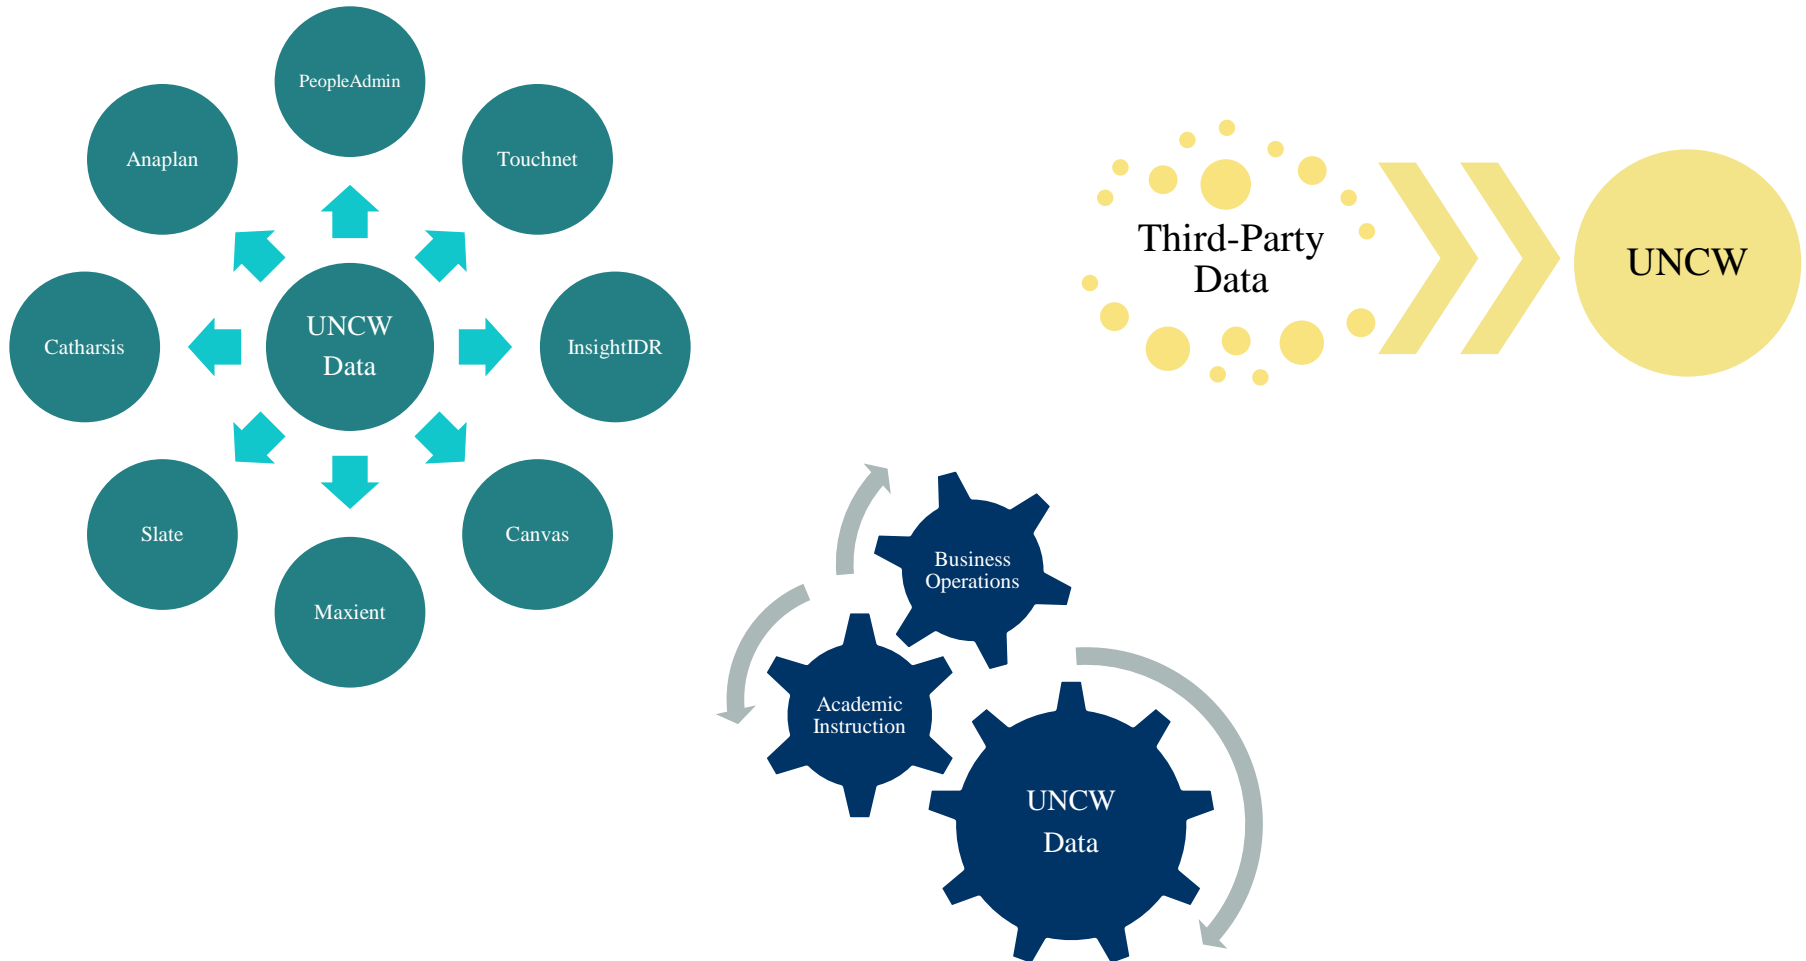 PeopleAdmin
Anaplan
Touchnet
Catharsis
UNCW
Data
InsightIDR
Slate
Canvas
Maxient
Third-Party
Data
UNCW
Business
Operations
Academic
Instruction
UNCW
Data